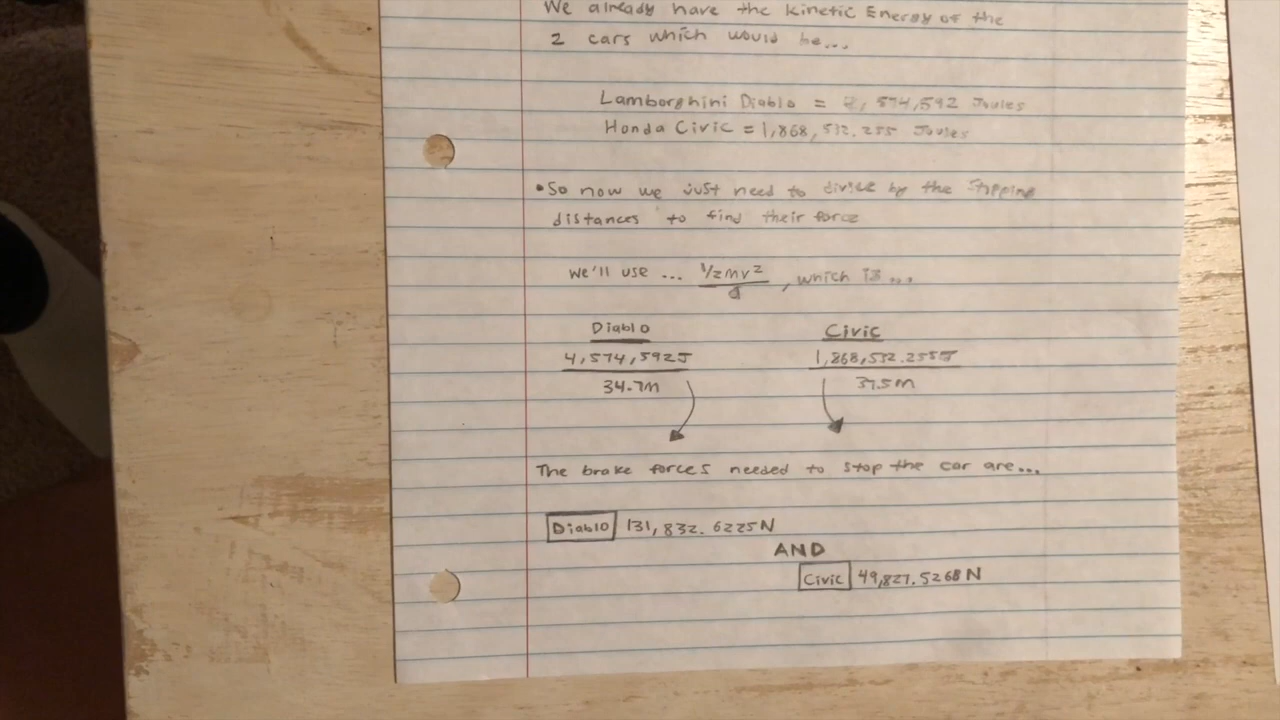 We already have the Kinetic Energy of the
2 cars which would be...
Lamborghini Diablo = 4,574,592 Joules
Honda Civic = 1,868,532.255 Joules
•So now we just need to divide by the stopping
distances to find their force
We'll use ... ½mv² / d , which is...
Diablo Civic
4,574,592J 1,868,532.255J
34.7m 37.5m
The brake forces needed to stop the car are...
Diablo 131,832.6225N
AND
Civic 49,827.5268 N